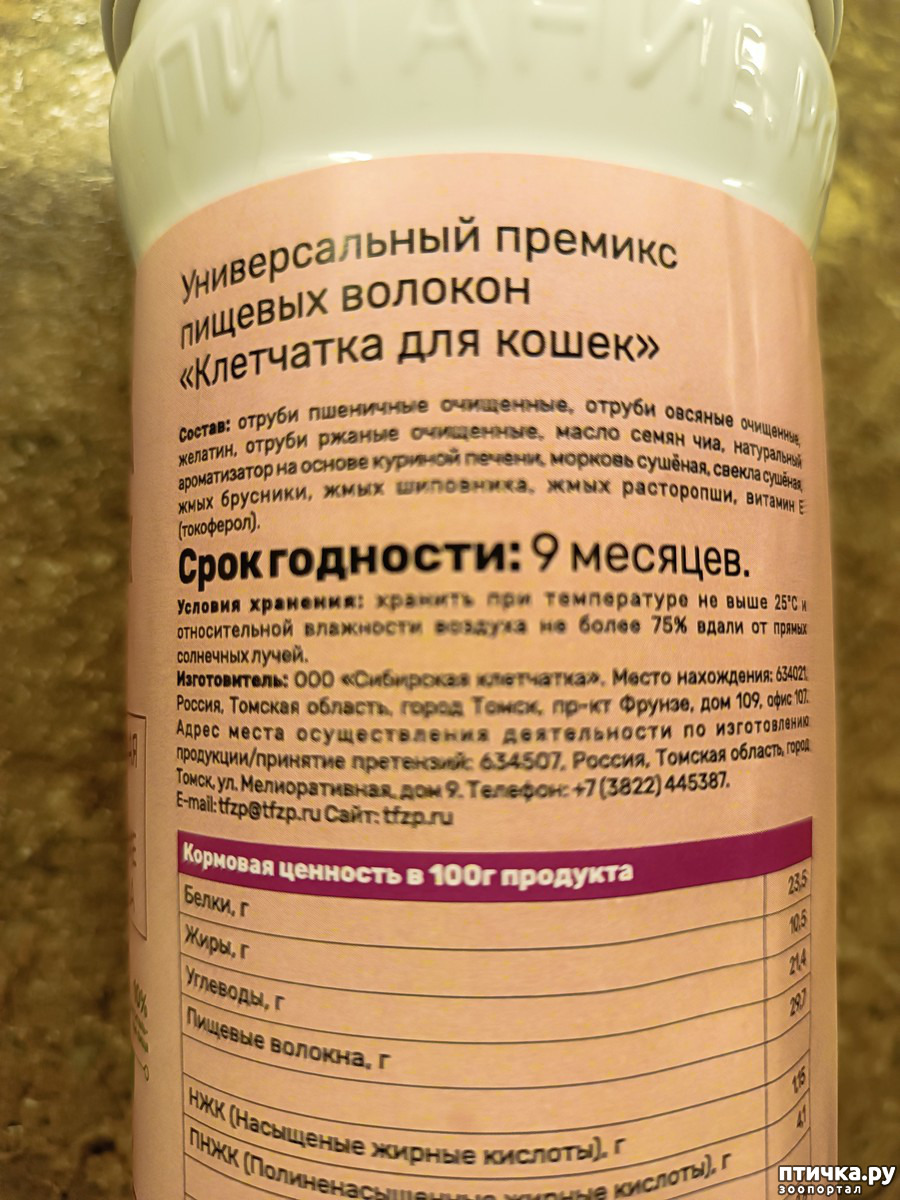 ПИТАНИЕ
Универсальный премикс
пищевых волокон
«Клетчатка для кошек»
Состав: отруби пшеничные очищенные, отруби овсяные очищенные,
желатин, отруби ржаные очищенные, масло семян чиа, натуральный
ароматизатор на основе куриной печени, морковь сушёная, свекла сушёная,
жмых брусники, жмых шиповника, жмых расторопши, витамин Е
(токоферол).
Срок годности: 9 месяцев.
Условия хранения: хранить при температуре не выше 25°С и
относительной влажности воздуха не более 75% вдали от прямых
солнечных лучей.
Изготовитель: ООО «Сибирская клетчатка». Место нахождения: 634021,
Россия, Томская область, город Томск, пр-кт Фрунзе, дом 109, офис 107.
Адрес места осуществления деятельности по изготовлению
продукции/принятие претензий: 634507, Россия, Томская область, город
Томск, ул. Мелиоративная, дом 9. Телефон: +7 (3822) 445387.
E-mail: tfzp@tfzp.ru Сайт: tfzp.ru
Кормовая ценность в 100г продукта
Белки, г 23,5
Жиры, г 10,5
Углеводы, г 21,4
Пищевые волокна, г 29,7
НЖК (Насыщеные жирные кислоты), г 1,15
ПНЖК (Полиненасыщенные жирные кислоты), г 4,1
птичка.ру
зоопортал